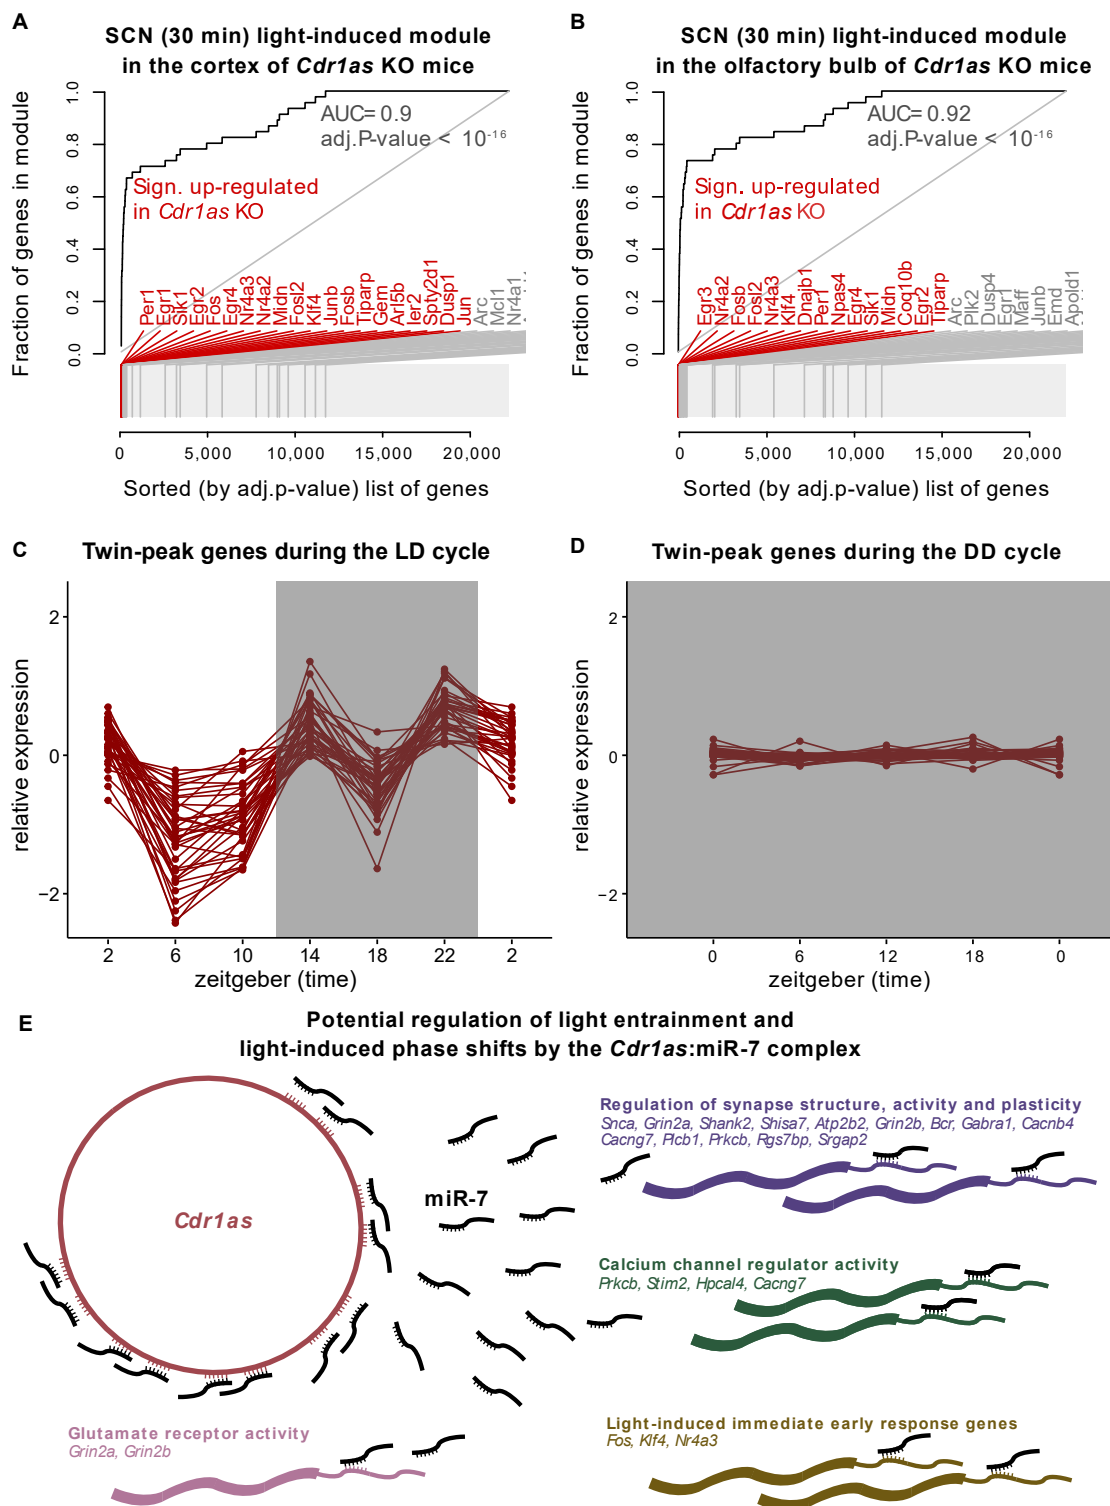 A
SCN (30 min) light-induced module
in the cortex of Cdr1as KO mice
Fraction of genes in module
1.0
0.8
0.6
0.4
0.2
0.0
AUC= 0.9
adj.P-value < 10-16
Sign. up-regulated
in Cdr1as KO
Per1
Egr1
Sik1
Egr2
Fos
Egr4
Nr4a3
Nr4a2
Midn
Fosl2
Klf4
Junb
Fosb
Tiparp
Gem
Arl5b
Ier2
Spty2d1
Dusp1
Jun
Arc
Mcl1
Nr4a1
0
5,000
10,000
15,000
20,000
Sorted (by adj.p-value) list of genes
B
SCN (30 min) light-induced module
in the olfactory bulb of Cdr1as KO mice
Fraction of genes in module
1.0
0.8
0.6
0.4
0.2
0.0
AUC= 0.92
adj.P-value < 10-16
Sign. up-regulated
in Cdr1as KO
Egr3
Nr4a2
Fosb
Fosl2
Nr4a3
Klf4
Dnajb1
Per1
Npas4
Egr4
Sik1
Midn
Coq10b
Egr2
Tiparp
Arc
Plk2
Dusp4
Egr1
Maff
Junb
Emd
Apold1
0
5,000
10,000
15,000
20,000
Sorted (by adj.p-value) list of genes
C
Twin-peak genes during the LD cycle
relative expression
2
0
−2
2
6
10
14
18
22
2
zeitgeber (time)
D
Twin-peak genes during the DD cycle
relative expression
2
0
−2
0
6
12
18
0
zeitgeber (time)
E
Potential regulation of light entrainment and
light-induced phase shifts by the Cdr1as:miR-7 complex
Cdr1as
miR-7
Regulation of synapse structure, activity and plasticity
Snca, Grin2a, Shank2, Shisa7, Atp2b2, Grin2b, Bcr, Gabra1, Cacnb4
Cacng7, Plcb1, Prkcb, Rgs7bp, Srgap2
Calcium channel regulator activity
Prkcb, Stim2, Hpcal4, Cacng7
Glutamate receptor activity
Grin2a, Grin2b
Light-induced immediate early response genes
Fos, Klf4, Nr4a3